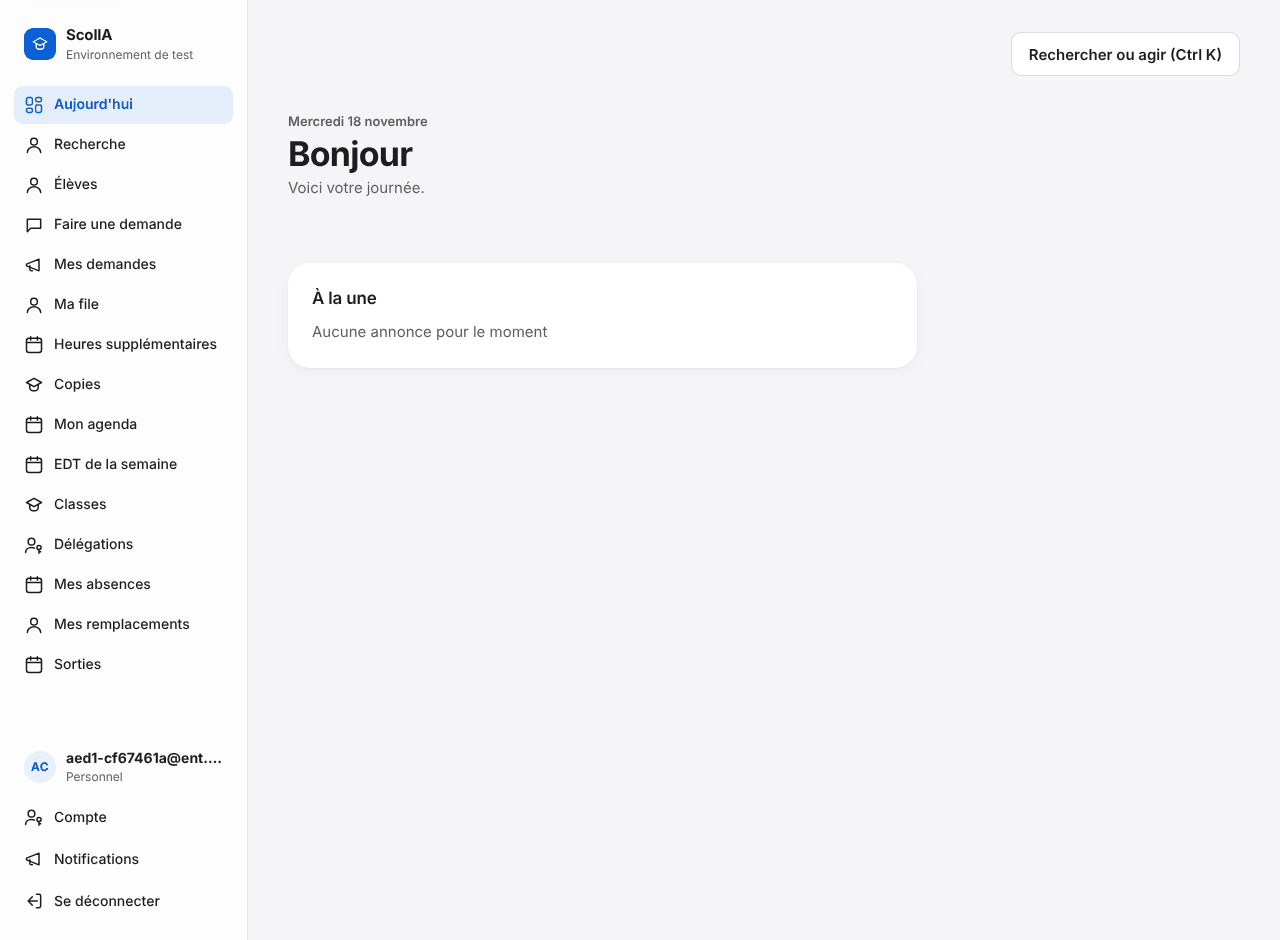 ScolIA
Environnement de test
Aujourd'hui
Recherche
Élèves
Faire une demande
Mes demandes
Ma file
Heures supplémentaires
Copies
Mon agenda
EDT de la semaine
Classes
Délégations
Mes absences
Mes remplacements
Sorties
AC
aed1-cf67461a@ent....
Personnel
Compte
Notifications
Se déconnecter
Rechercher ou agir (Ctrl K)
Mercredi 18 novembre
Bonjour
Voici votre journée.
À la une
Aucune annonce pour le moment